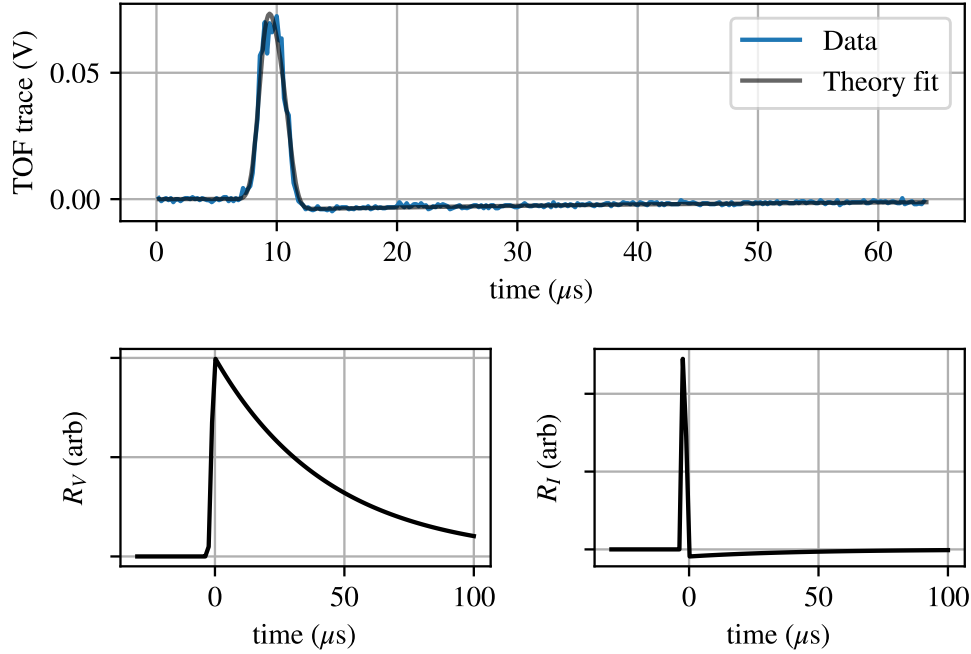 TOF trace (V)
0.05
0.00
Data
Theory fit
0 10 20 30 40 50 60
time (μs)
R_V (arb)
0 50 100
time (μs)
R_I (arb)
0 50 100
time (μs)